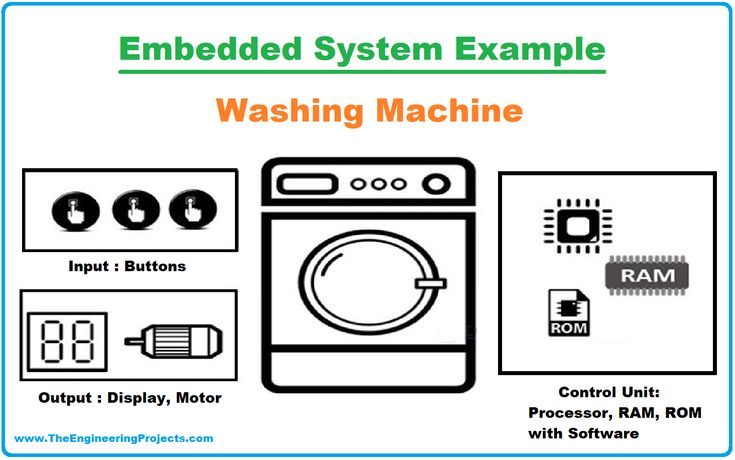 Embedded System Example
Washing Machine
Input : Buttons
88
Output : Display, Motor
RAM
ROM
Control Unit:
Processor, RAM, ROM
with Software
www.TheEngineeringProjects.com